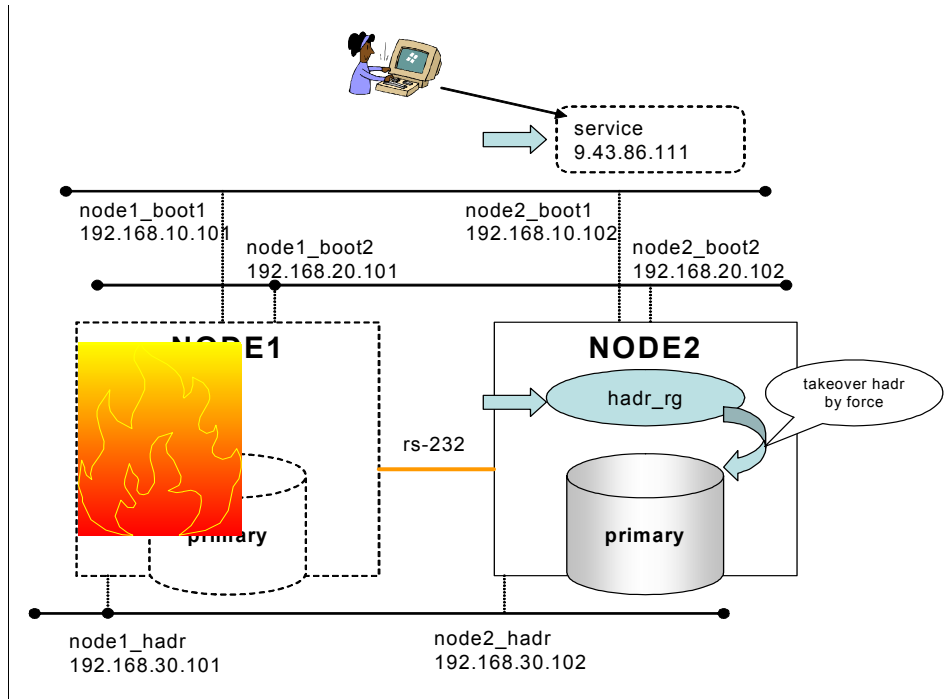 service
9.43.86.111
node1_boot1
192.168.10.101
node2_boot1
192.168.10.102
node1_boot2
192.168.20.101
node2_boot2
192.168.20.102
NODE1
NODE2
hadr_rg
takeover hadr
by force
rs-232
primary
primary
node1_hadr
192.168.30.101
node2_hadr
192.168.30.102